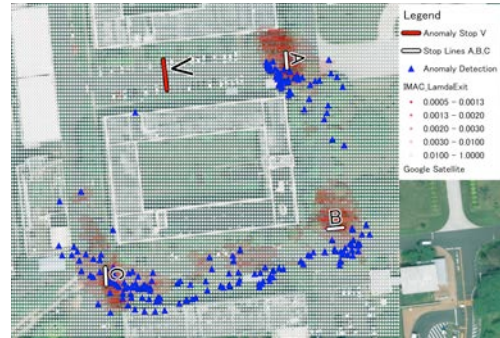 Legend
Anomaly Stop V
Stop Lines A,B,C
Anomaly Detection
IMAC_LamdaExit
0.0005 - 0.0013
0.0013 - 0.0020
0.0020 - 0.0030
0.0030 - 0.0100
0.0100 - 1.0000
Google Satellite
V
A
B
C